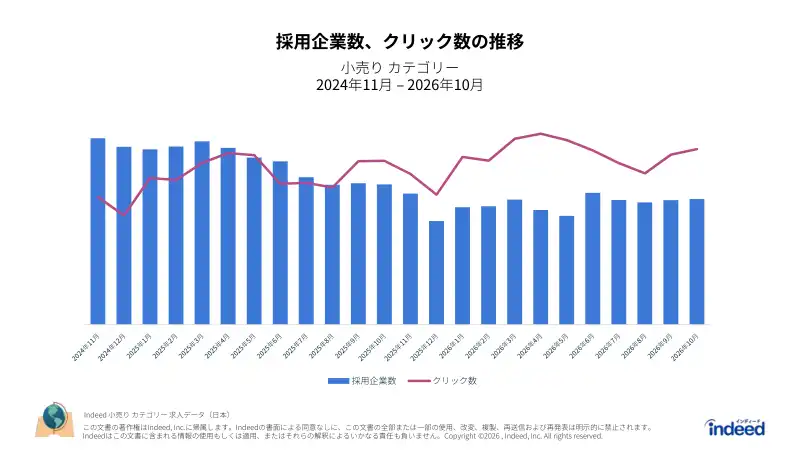 採用企業数、クリック数の推移
小売り カテゴリー
2024年11月 – 2026年10月
2024年11月
2024年12月
2025年1月
2025年2月
2025年3月
2025年4月
2025年5月
2025年6月
2025年7月
2025年8月
2025年9月
2025年10月
2025年11月
2025年12月
2026年1月
2026年2月
2026年3月
2026年4月
2026年5月
2026年6月
2026年7月
2026年8月
2026年9月
2026年10月
採用企業数
クリック数
Indeed 小売り カテゴリー 求人データ（日本）
この文書の著作権はIndeed, Inc.に帰属します。Indeedの書面による同意なしに、この文書の全部または一部の使用、改変、複製、再送信および再発表は明示的に禁止されます。
Indeedはこの文書に含まれる情報の使用もしくは適用、またはそれらの解釈によるいかなる責任も負いません。Copyright ©2026 , Indeed, Inc. All rights reserved.
インディード
indeed